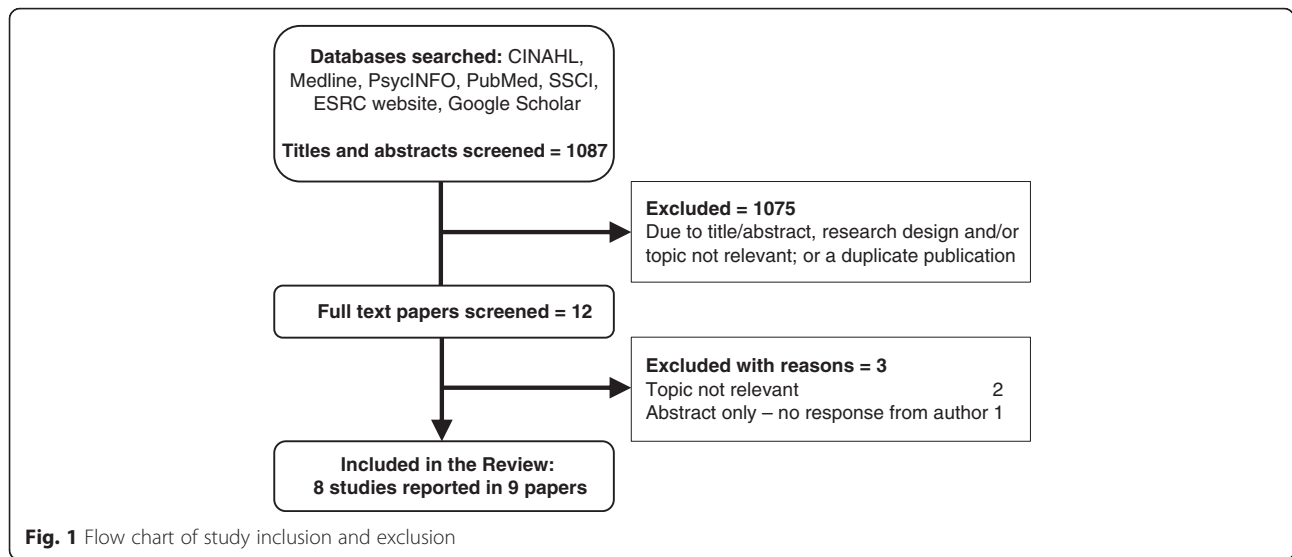 Databases searched: CINAHL,
Medline, PsycINFO, PubMed, SSCI,
ESRC website, Google Scholar
Titles and abstracts screened = 1087
Excluded = 1075
Due to title/abstract, research design and/or
topic not relevant; or a duplicate publication
Full text papers screened = 12
Excluded with reasons = 3
Topic not relevant 2
Abstract only – no response from author 1
Included in the Review:
8 studies reported in 9 papers
Fig. 1 Flow chart of study inclusion and exclusion